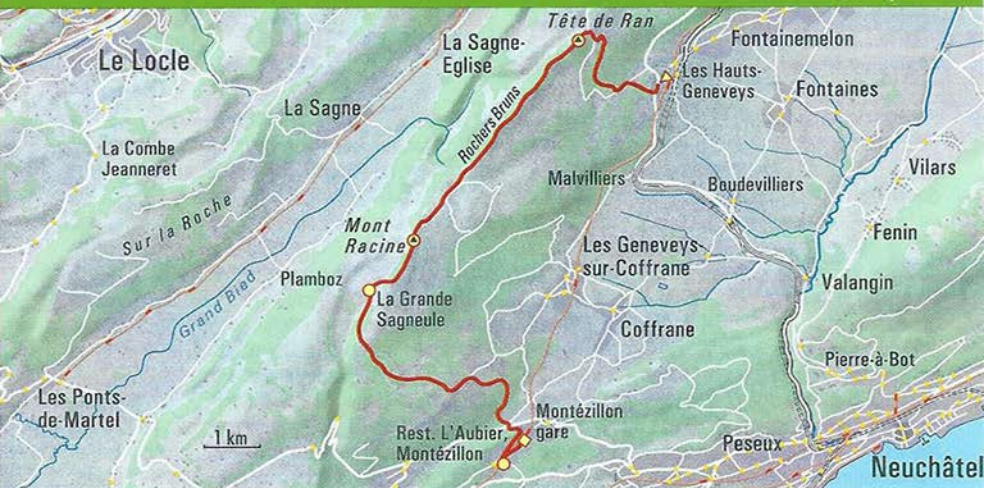 Tête de Ran
La Sagne-
Eglise
Fontainemelon
Le Locle
Les Hauts-
Geneveys
Fontaines
La Sagne
Rochers Bruns
La Combe
Jeanneret
Vilars
Malvilliers
Boudevilliers
Sur la Roche
Mont
Racine
Fenin
Les Geneveys-
sur-Coffrane
Plamboz
Valangin
La Grande
Sagneule
Grand Bied
Coffrane
Pierre-à-Bot
Les Ponts-
de-Martel
Montézillon
gare
1 km
Rest. L'Aubier,
Montézillon
Peseux
Neuchâtel